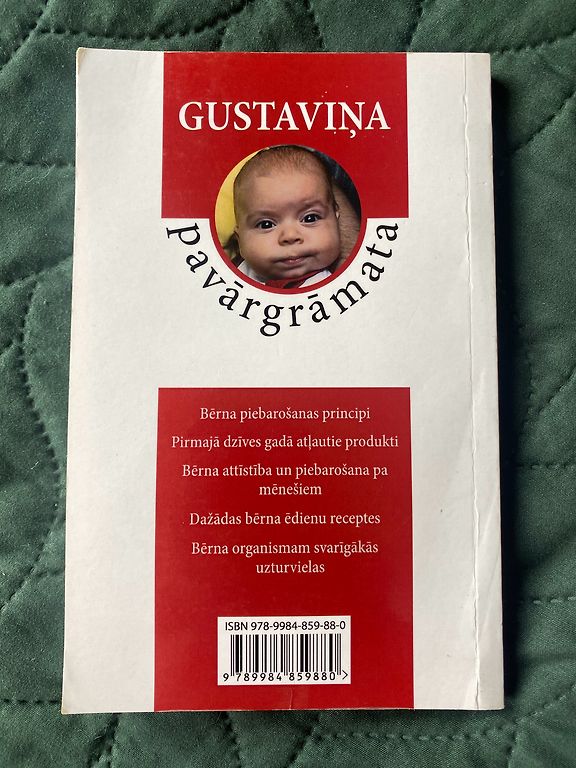 GUSTAVIŅA
pavārgrāmata
Bērna piebarošanas principi
Pirmajā dzīves gadā atļautie produkti
Bērna attīstība un piebarošana pa
mēnešiem
Dažādas bērna ēdienu receptes
Bērna organismam svarīgākās
uzturvielas
ISBN 978-9984-859-88-0
9 789984 859880 >